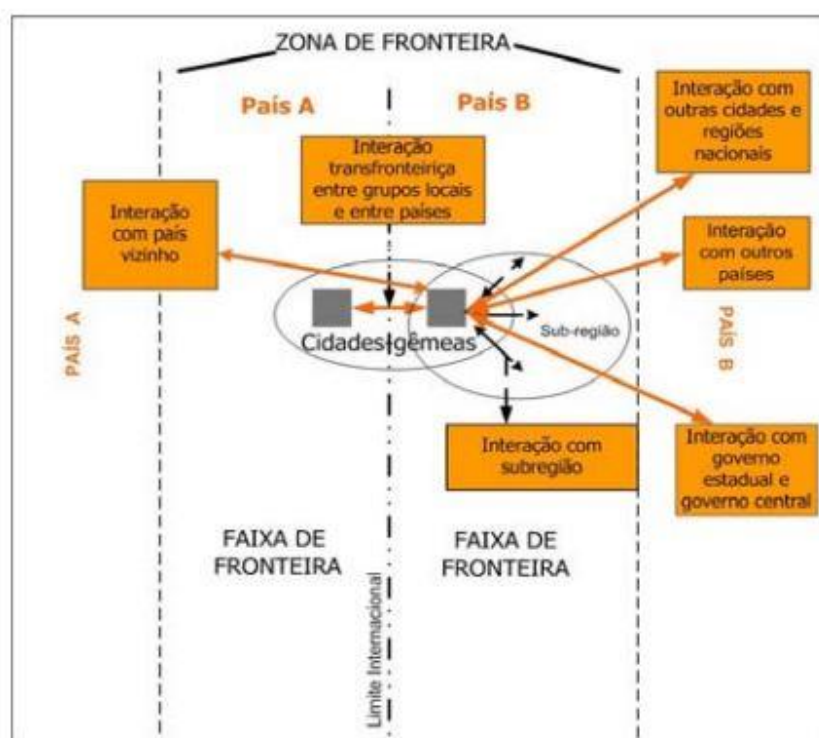 ZONA DE FRONTEIRA
País A
País B
Interação
transfronteiriça
entre grupos locais
e entre países
Interação com
outras cidades e
regiões
nacionais
Interação
com país
vizinho
Interação
com outros
países
PAÍS A
PAÍS B
Cidades-gêmeas
Sub-região
Interação com
subregião
Interação com
governo
estadual e
governo central
FAIXA DE
FRONTEIRA
FAIXA DE
FRONTEIRA
Limite Internacional